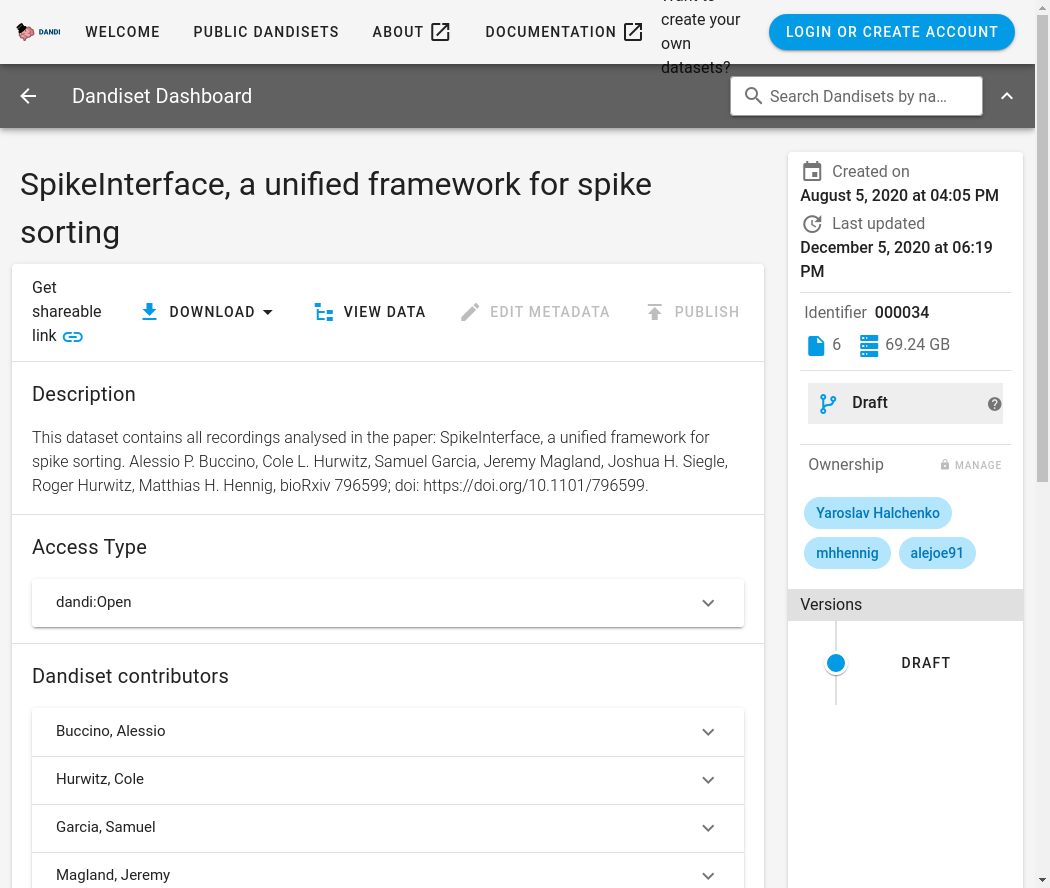 DANDI
WELCOME
PUBLIC DANDISETS
ABOUT
DOCUMENTATION
create your
own
datasets?
LOGIN OR CREATE ACCOUNT
Dandiset Dashboard
Search Dandisets by na…
SpikeInterface, a unified framework for spike
sorting
Get
shareable
link
DOWNLOAD
VIEW DATA
EDIT METADATA
PUBLISH
Description
This dataset contains all recordings analysed in the paper: SpikeInterface, a unified framework for
spike sorting. Alessio P. Buccino, Cole L. Hurwitz, Samuel Garcia, Jeremy Magland, Joshua H. Siegle,
Roger Hurwitz, Matthias H. Hennig, bioRxiv 796599; doi: https://doi.org/10.1101/796599.
Access Type
dandi:Open
Dandiset contributors
Buccino, Alessio
Hurwitz, Cole
Garcia, Samuel
Magland, Jeremy
Created on
August 5, 2020 at 04:05 PM
Last updated
December 5, 2020 at 06:19
PM
Identifier 000034
6
69.24 GB
Draft
Ownership
MANAGE
Yaroslav Halchenko
mhhennig
alejoe91
Versions
DRAFT